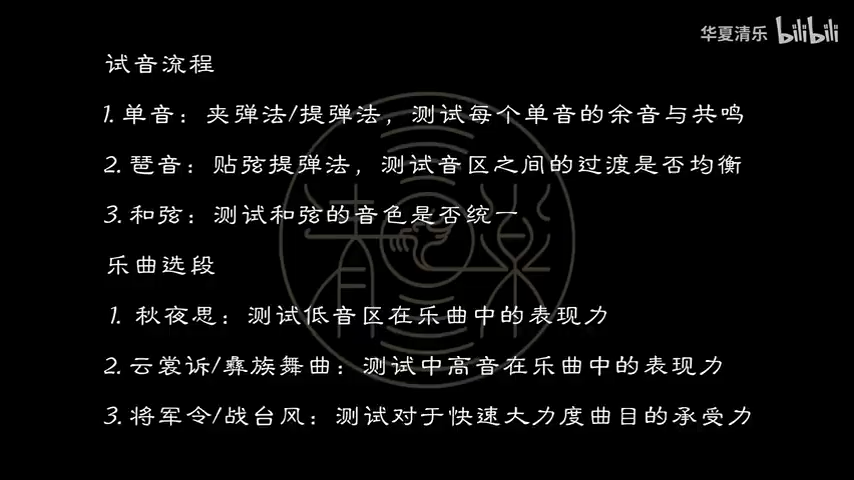 华夏清乐 bilibili
试音流程
1. 单音：夹弹法/提弹法，测试每个单音的余音与共鸣
2. 琶音：贴弦提弹法，测试音区之间的过渡是否均衡
3. 和弦：测试和弦的音色是否统一
乐曲选段
1. 秋夜思：测试低音区在乐曲中的表现力
2. 云裳诉/彝族舞曲：测试中高音在乐曲中的表现力
3. 将军令/战台风：测试对于快速大力度曲目的承受力